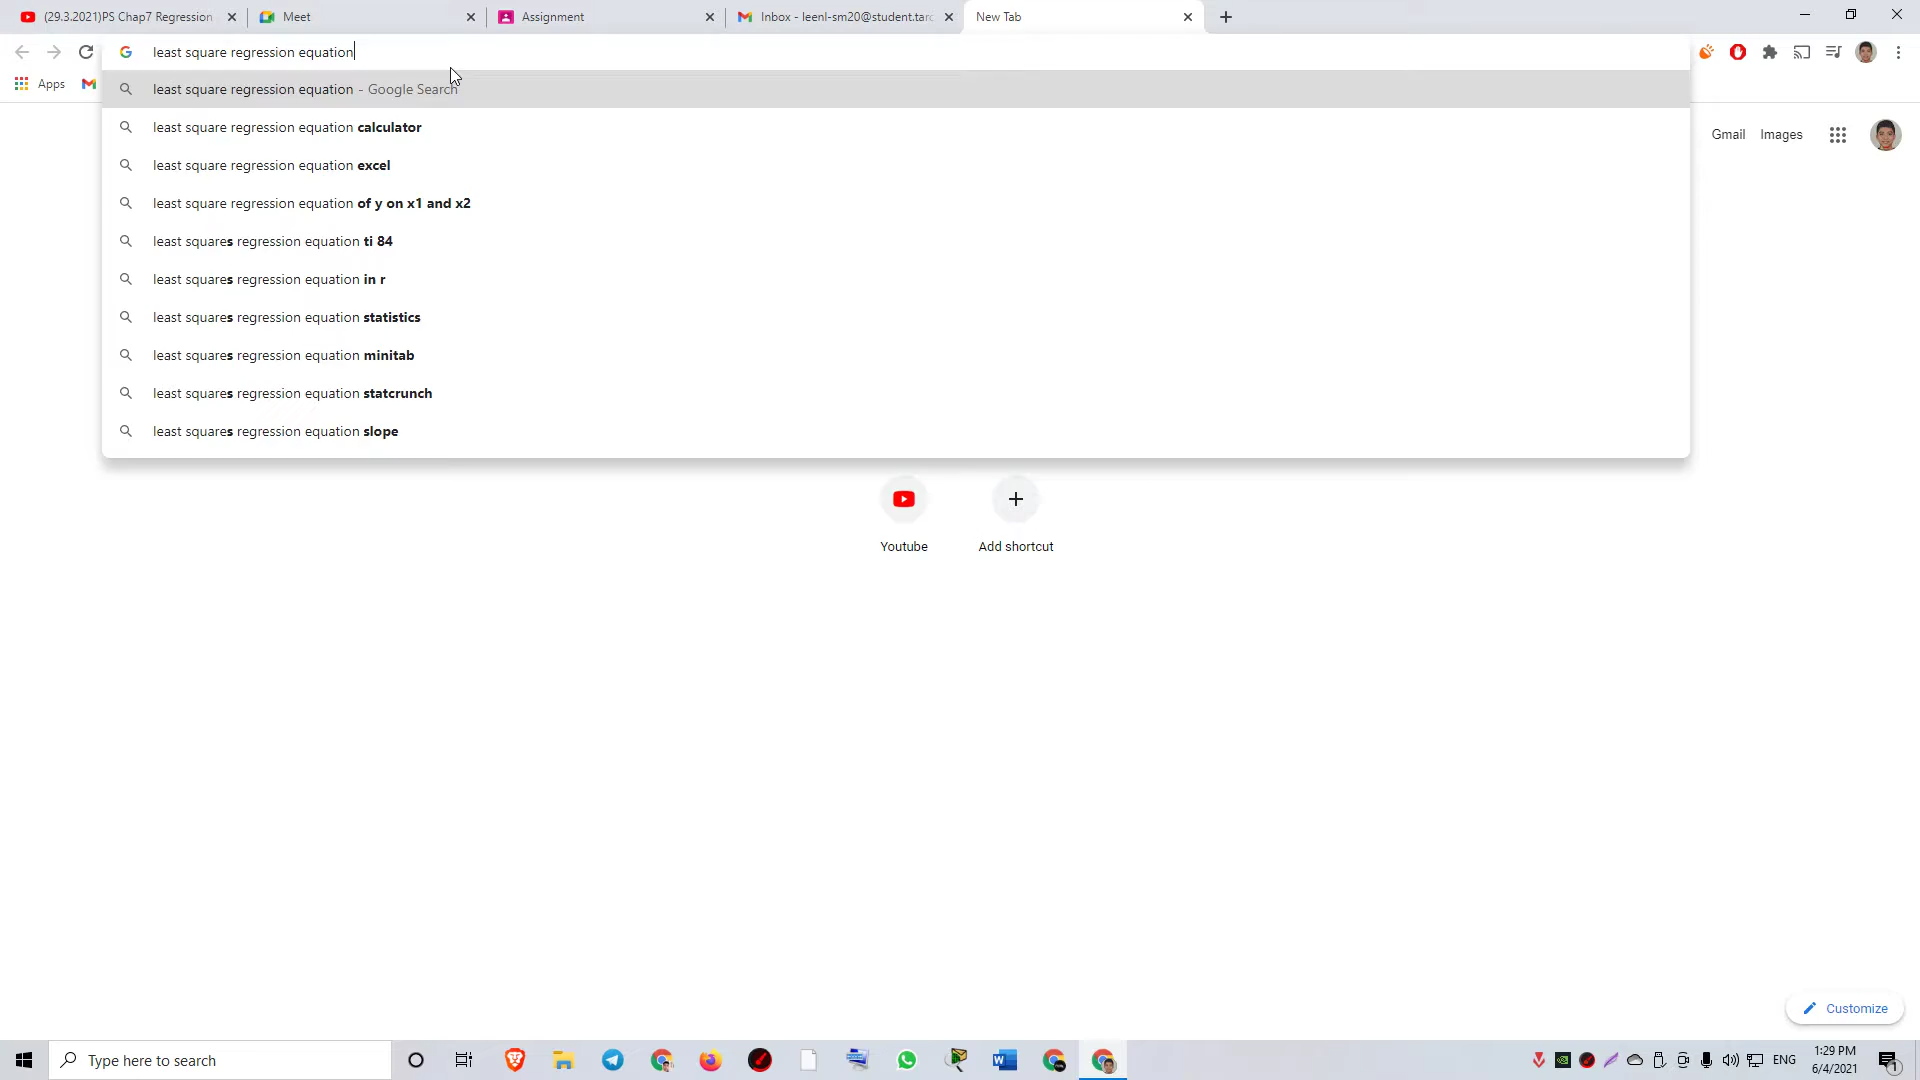 (29.3.2021)PS Chap7 Regression
Meet
Assignment
Inbox - leenl-sm20@student.tarc
New Tab
least square regression equation
Apps
least square regression equation - Google Search
least square regression equation calculator
least square regression equation excel
least square regression equation of y on x1 and x2
least squares regression equation ti 84
least squares regression equation in r
least squares regression equation statistics
least squares regression equation minitab
least squares regression equation statcrunch
least squares regression equation slope
Gmail
Images
Youtube
Add shortcut
Customize
Type here to search
ENG
1:29 PM
6/4/2021
1